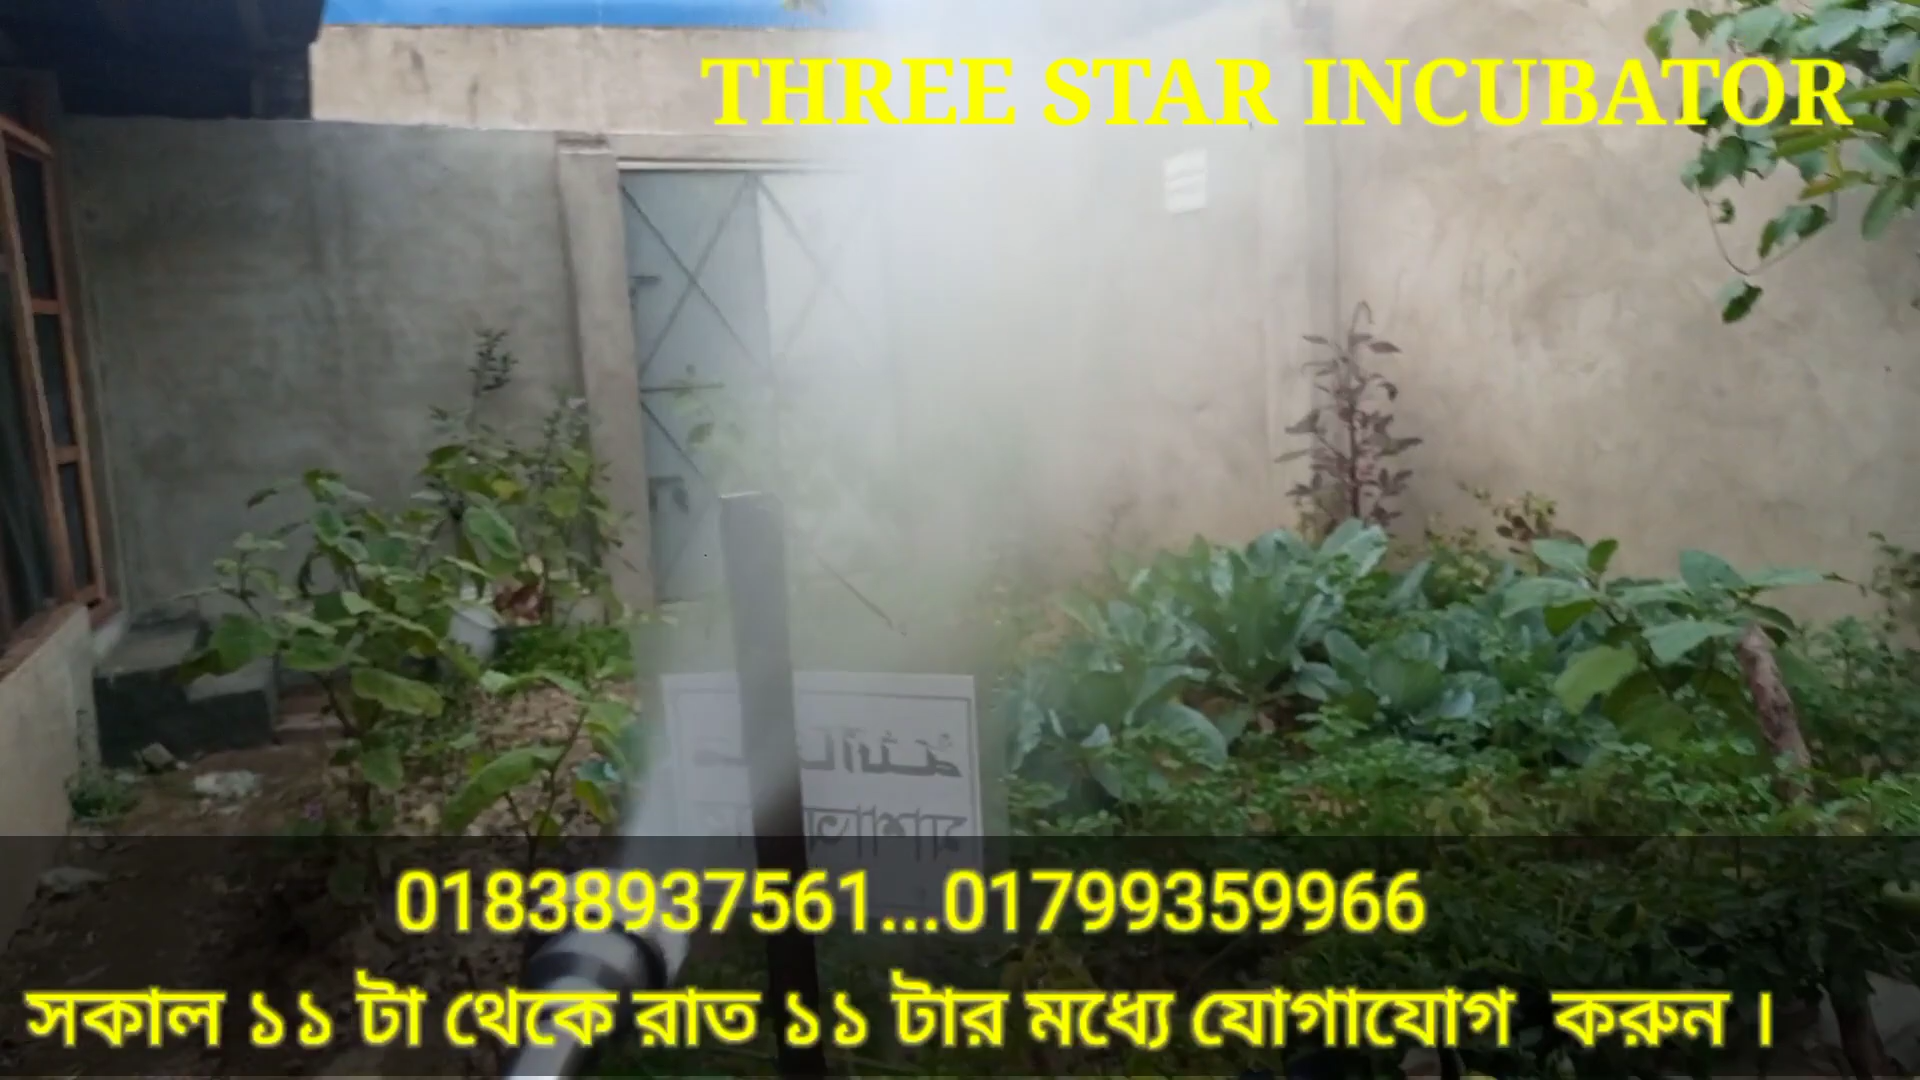 THREE STAR INCUBATOR
01838937561...01799359966
সকাল ১১ টা থেকে রাত ১১ টার মধ্যে যোগাযোগ করুন ।